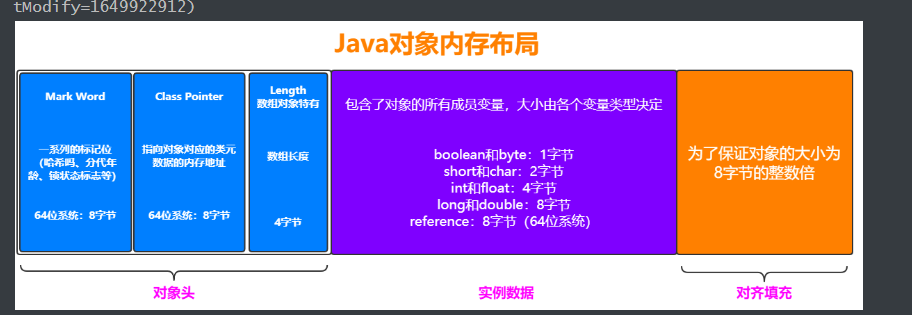 tModify=1649922912)
Java对象内存布局
Mark Word
一系列的标记位
（哈希吗、分代年
龄、锁状态标志等）
64位系统：8字节
Class Pointer
指向对象对应的类元
数据的内存地址
64位系统：8字节
Length
数组对象特有
数组长度
4字节
包含了对象的所有成员变量，大小由各个变量类型决定
boolean和byte：1字节
short和char：2字节
int和float：4字节
long和double：8字节
reference：8字节（64位系统）
为了保证对象的大小为
8字节的整数倍
对象头
实例数据
对齐填充